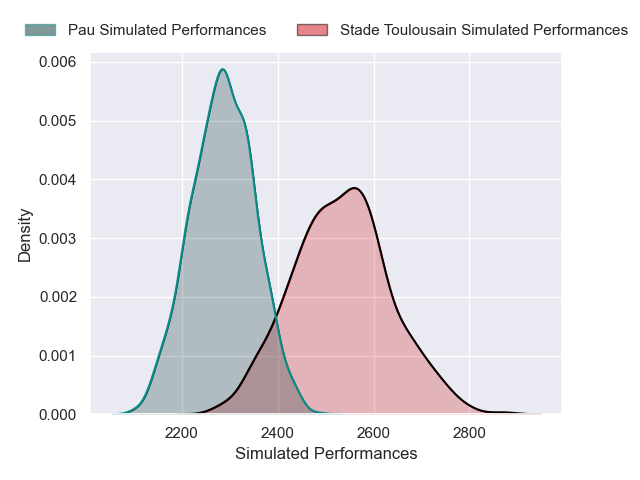 Pau Simulated Performances Stade Toulousain Simulated Performances
0.006
0.005
0.004
0.003
0.002
0.001
0.000
Density
2200 2400 2600 2800
Simulated Performances